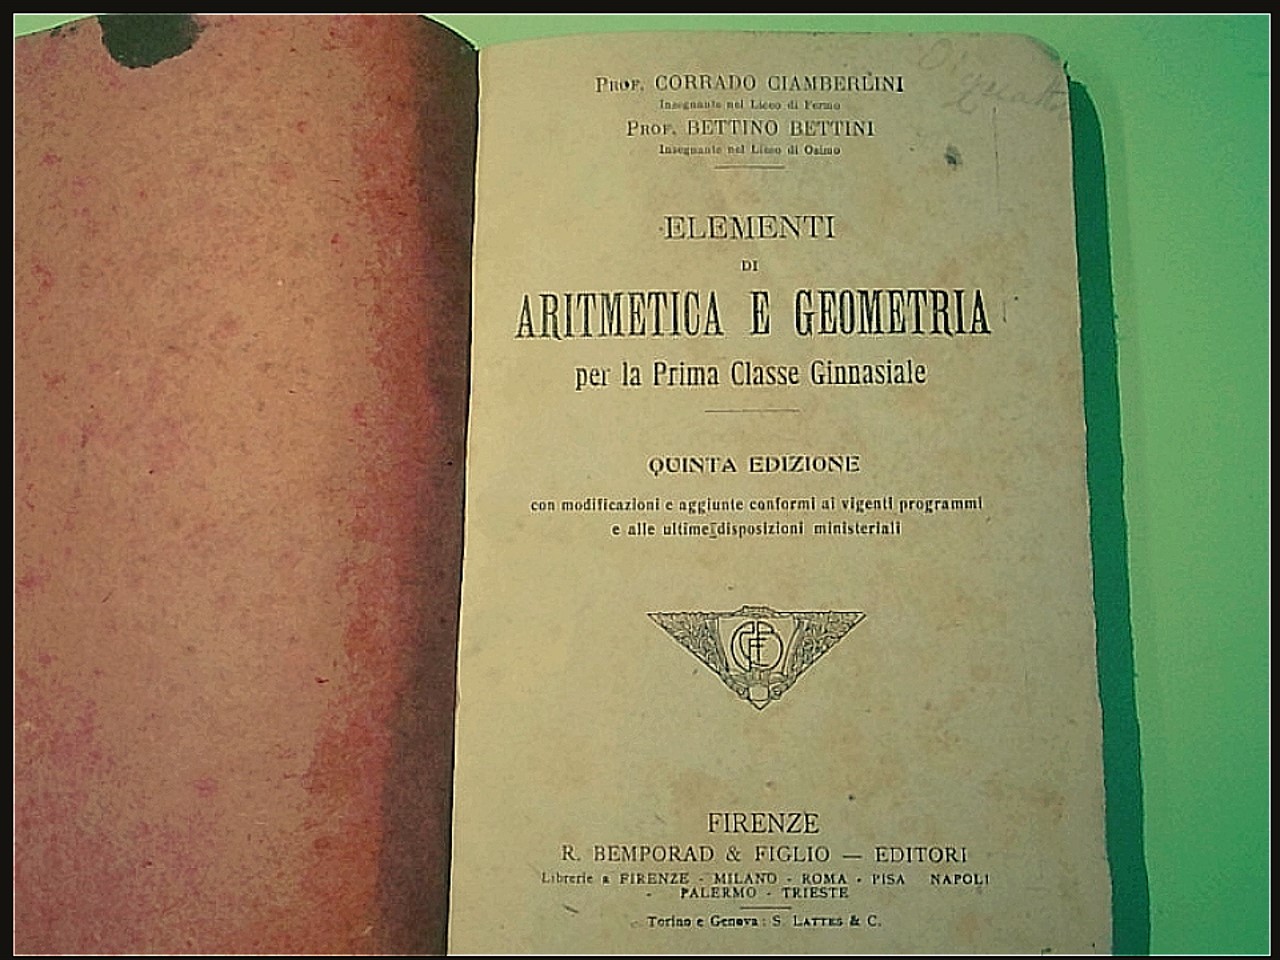 Prof. CORRADO CIAMBERLINI
Insegnante nel Liceo di Fermo
Prof. BETTINO BETTINI
Insegnante nel Liceo di Osimo
ELEMENTI
DI
ARITMETICA E GEOMETRIA
per la Prima Classe Ginnasiale
QUINTA EDIZIONE
con modificazioni e aggiunte conformi ai vigenti programmi
e alle ultime disposizioni ministeriali
FIRENZE
R. BEMPORAD & FIGLIO — EDITORI
Librerie a FIRENZE - MILANO - ROMA - PISA NAPOLI
- PALERMO - TRIESTE
Torino e Genova : S. LATTES & C.